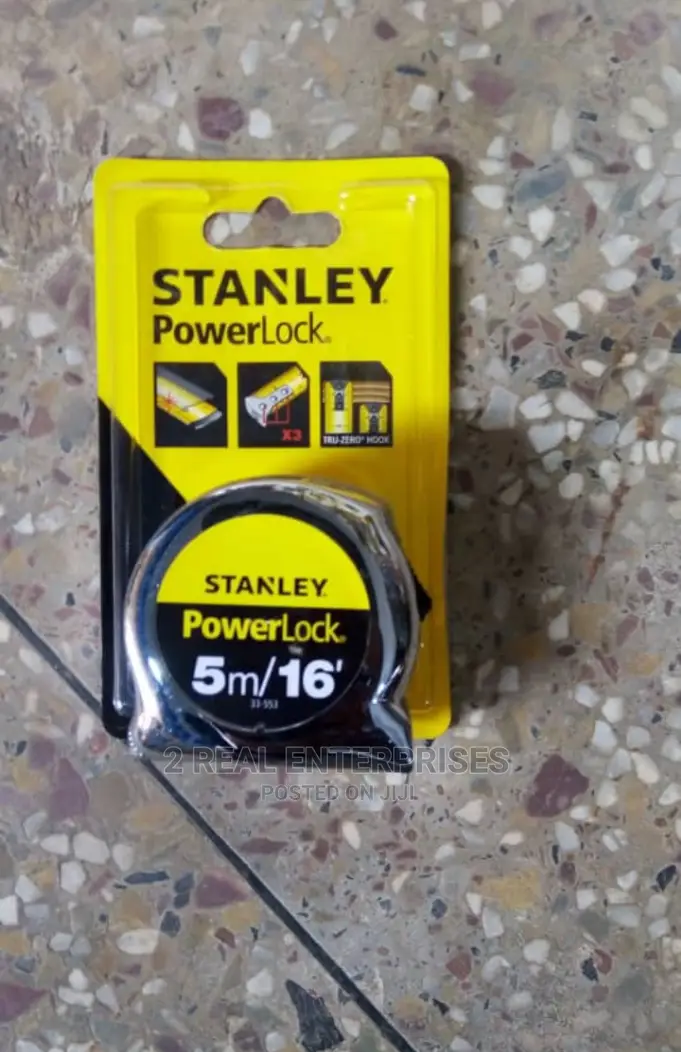 STANLEY
PowerLock®
X3
TRU-ZERO® HOOK
STANLEY
PowerLock®
5m/16'
33-553
2 REAL ENTERPRISES
POSTED ON JIJI